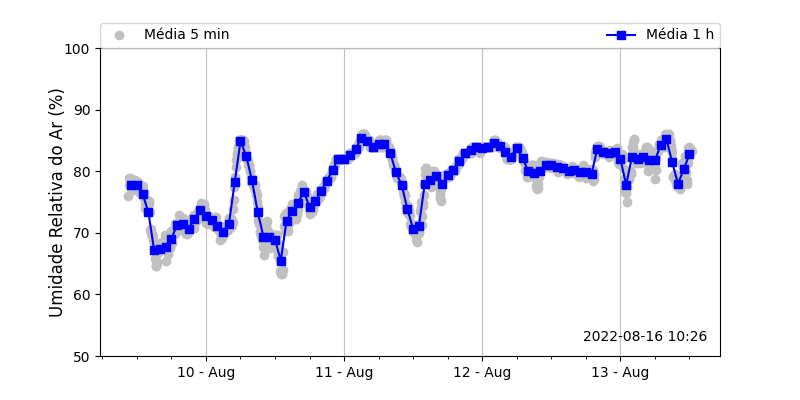 Média 5 min
Média 1 h
Umidade Relativa do Ar (%)
100
90
80
70
60
50
2022-08-16 10:26
10 - Aug
11 - Aug
12 - Aug
13 - Aug